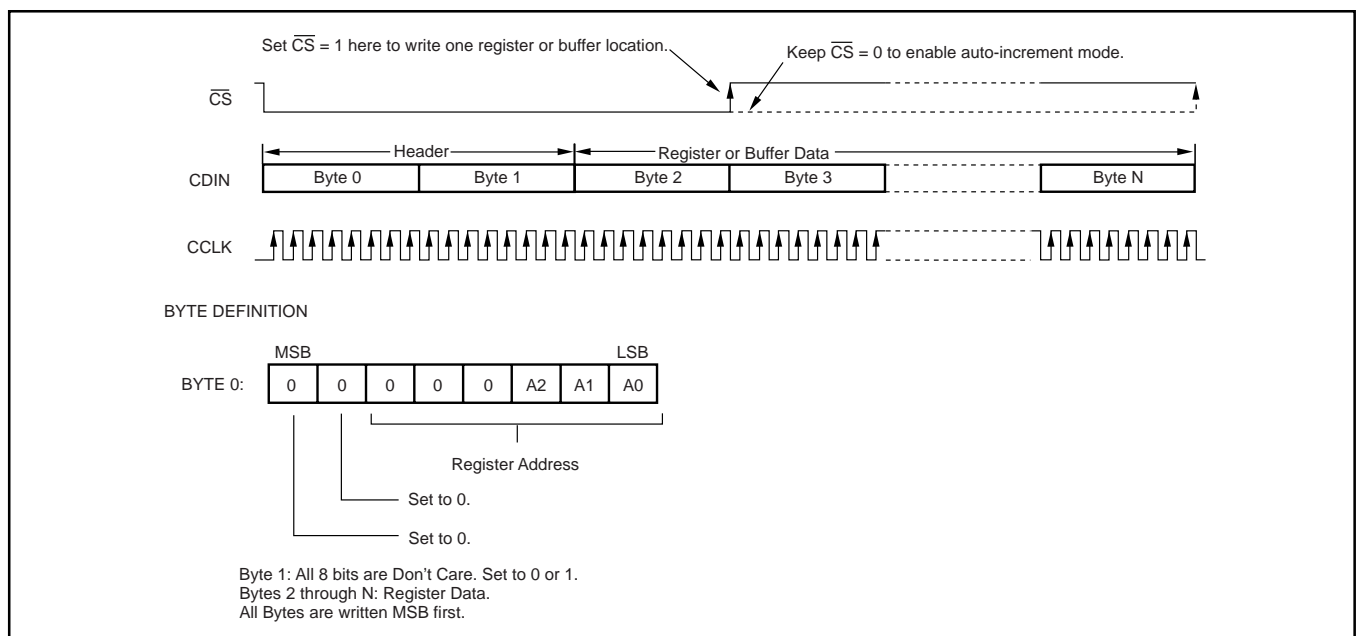 Set CS = 1 here to write one register or buffer location.
Keep CS = 0 to enable auto-increment mode.
CS
Header
Register or Buffer Data
CDIN
Byte 0
Byte 1
Byte 2
Byte 3
Byte N
CCLK
BYTE DEFINITION
MSB
LSB
BYTE 0:
0 0 0 0 0 A2 A1 A0
Register Address
Set to 0.
Set to 0.
Byte 1: All 8 bits are Don't Care. Set to 0 or 1.
Bytes 2 through N: Register Data.
All Bytes are written MSB first.